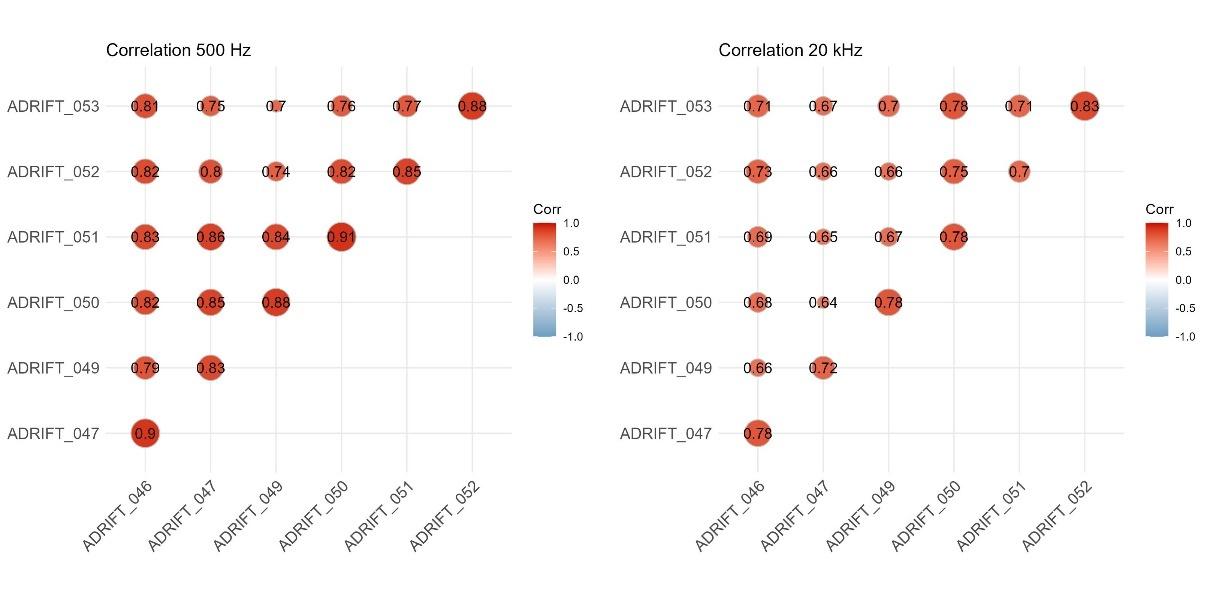 Correlation 500 Hz
ADRIFT_053 0.81 0.75 0.7 0.76 0.77 0.88
ADRIFT_052 0.82 0.8 0.74 0.82 0.85
ADRIFT_051 0.83 0.86 0.84 0.91
ADRIFT_050 0.82 0.85 0.88
ADRIFT_049 0.79 0.83
ADRIFT_047 0.9
ADRIFT_046 ADRIFT_047 ADRIFT_049 ADRIFT_050 ADRIFT_051 ADRIFT_052
Corr
1.0
0.5
0.0
-0.5
-1.0
Correlation 20 kHz
ADRIFT_053 0.71 0.67 0.7 0.78 0.71 0.83
ADRIFT_052 0.73 0.66 0.66 0.75 0.7
ADRIFT_051 0.69 0.65 0.67 0.78
ADRIFT_050 0.68 0.64 0.78
ADRIFT_049 0.66 0.72
ADRIFT_047 0.78
ADRIFT_046 ADRIFT_047 ADRIFT_049 ADRIFT_050 ADRIFT_051 ADRIFT_052
Corr
1.0
0.5
0.0
-0.5
-1.0